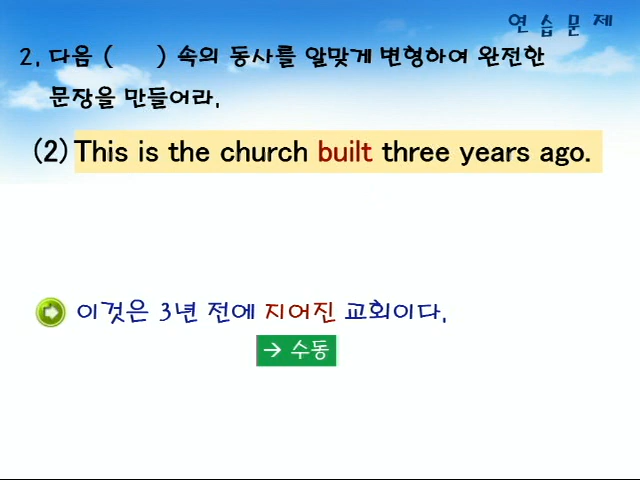 연 습 문 제
2. 다음 (     ) 속의 동사를 알맞게 변형하여 완전한
문장을 만들어라.
(2) This is the church built three years ago.
이것은 3년 전에 지어진 교회이다.
→ 수동